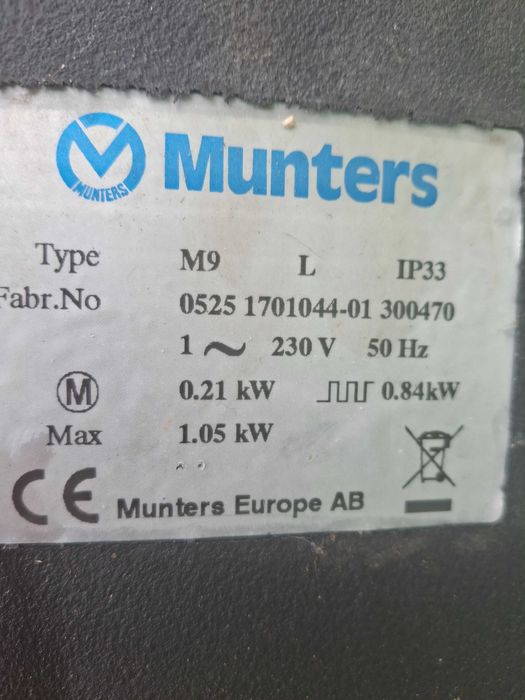 MUNTERS
Munters
Type M9 L IP33
Fabr.No 0525 1701044-01 300470
1 ~ 230 V 50 Hz
M 0.21 kW 0.84kW
Max 1.05 kW
CE Munters Europe AB